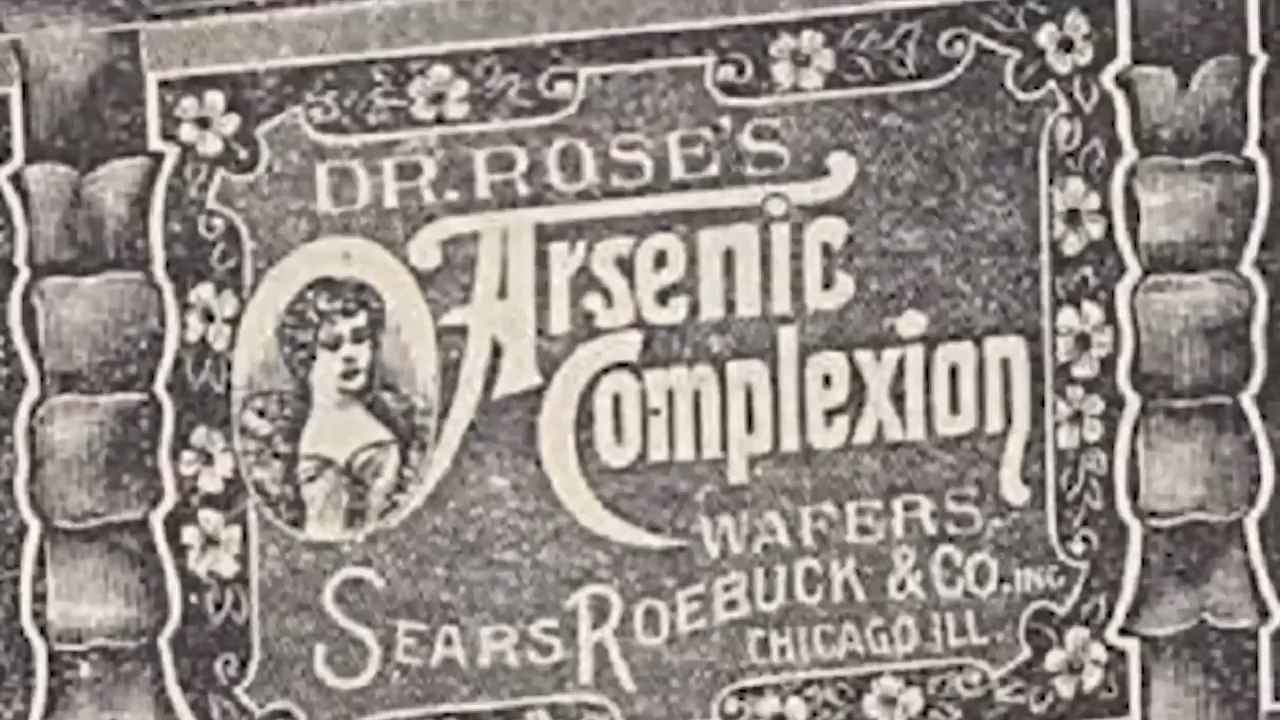 DR. ROSE'S
Arsenic
Complexion
WAFERS.
SEARS ROEBUCK & CO. INC
CHICAGO. ILL.